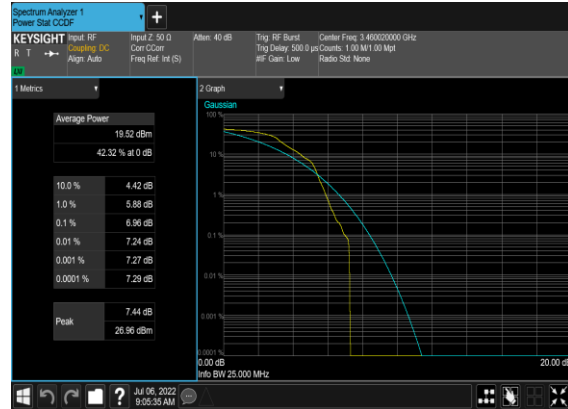 Spectrum Analyzer 1
Power Stat CCDF
KEYSIGHT
R T
LM
Input: RF
Coupling: DC
Align: Auto
Input Z: 50 Ω
Corr CCorr
Freq Ref: Int (S)
Atten: 40 dB
Trig: RF Burst
Trig Delay: 500.0 µs
#IF Gain: Low
Center Freq: 3.460020000 GHz
Counts: 1.00 M/1.00 Mpt
Radio Std: None
1 Metrics
Average Power
19.52 dBm
42.32 % at 0 dB
10.0 % 4.42 dB
1.0 % 5.88 dB
0.1 % 6.96 dB
0.01 % 7.24 dB
0.001 % 7.27 dB
0.0001 % 7.29 dB
Peak
7.44 dB
26.96 dBm
2 Graph
Gaussian
100 %
10 %
1 %
0.1 %
0.01 %
0.001 %
0.0001 %
0.00 dB 20.00 dB
Info BW 25.000 MHz
?
Jul 06, 2022
9:05:35 AM